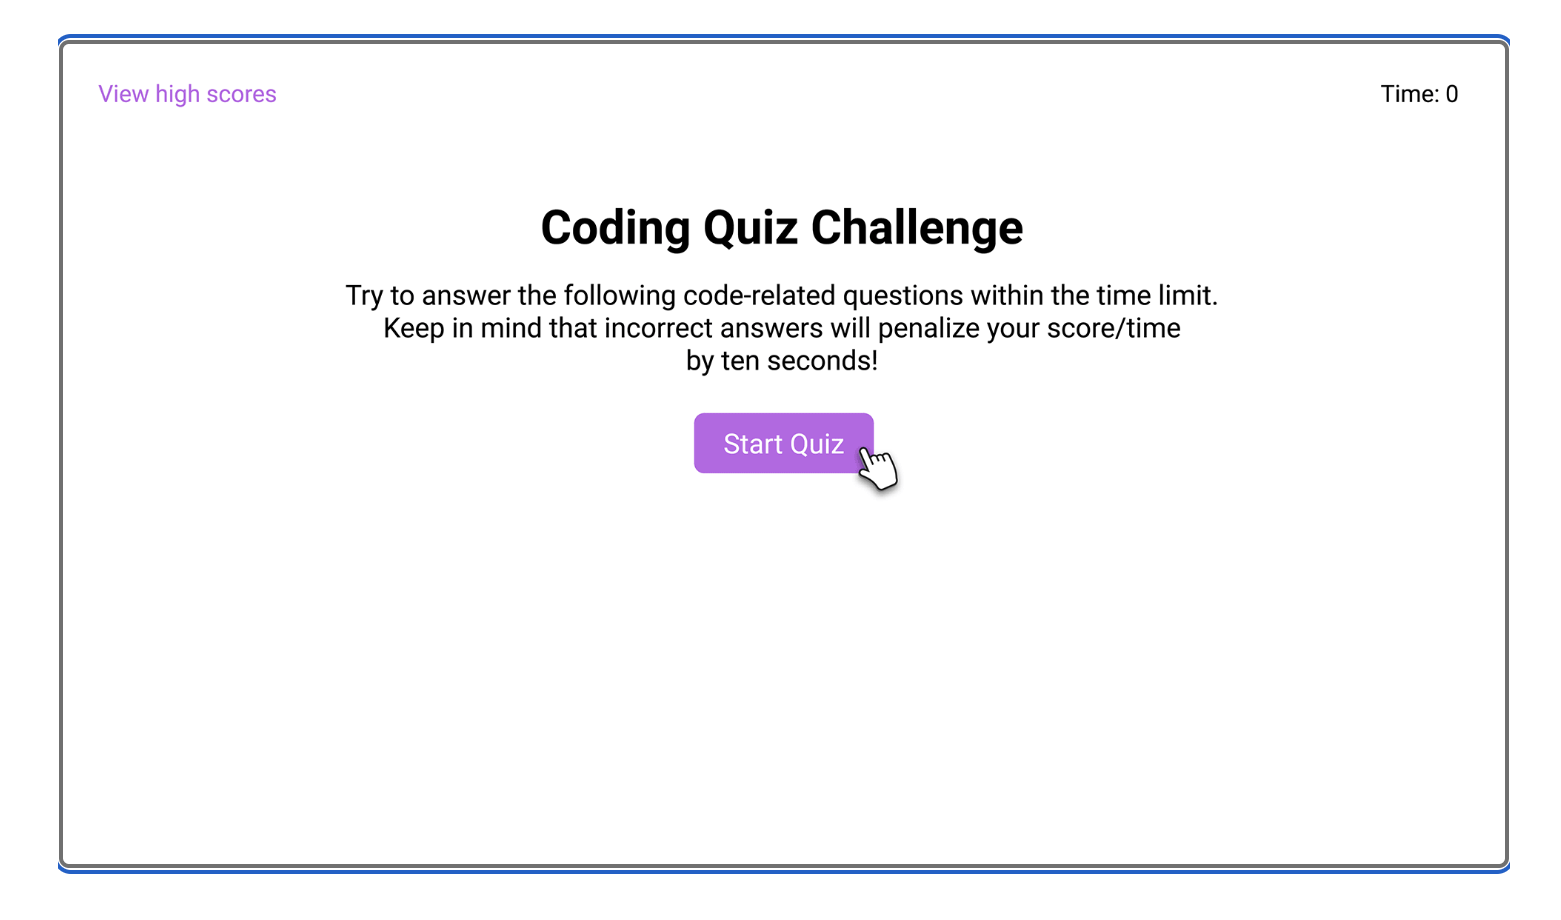 View high scores
Time: 0
Coding Quiz Challenge
Try to answer the following code-related questions within the time limit.
Keep in mind that incorrect answers will penalize your score/time
by ten seconds!
Start Quiz